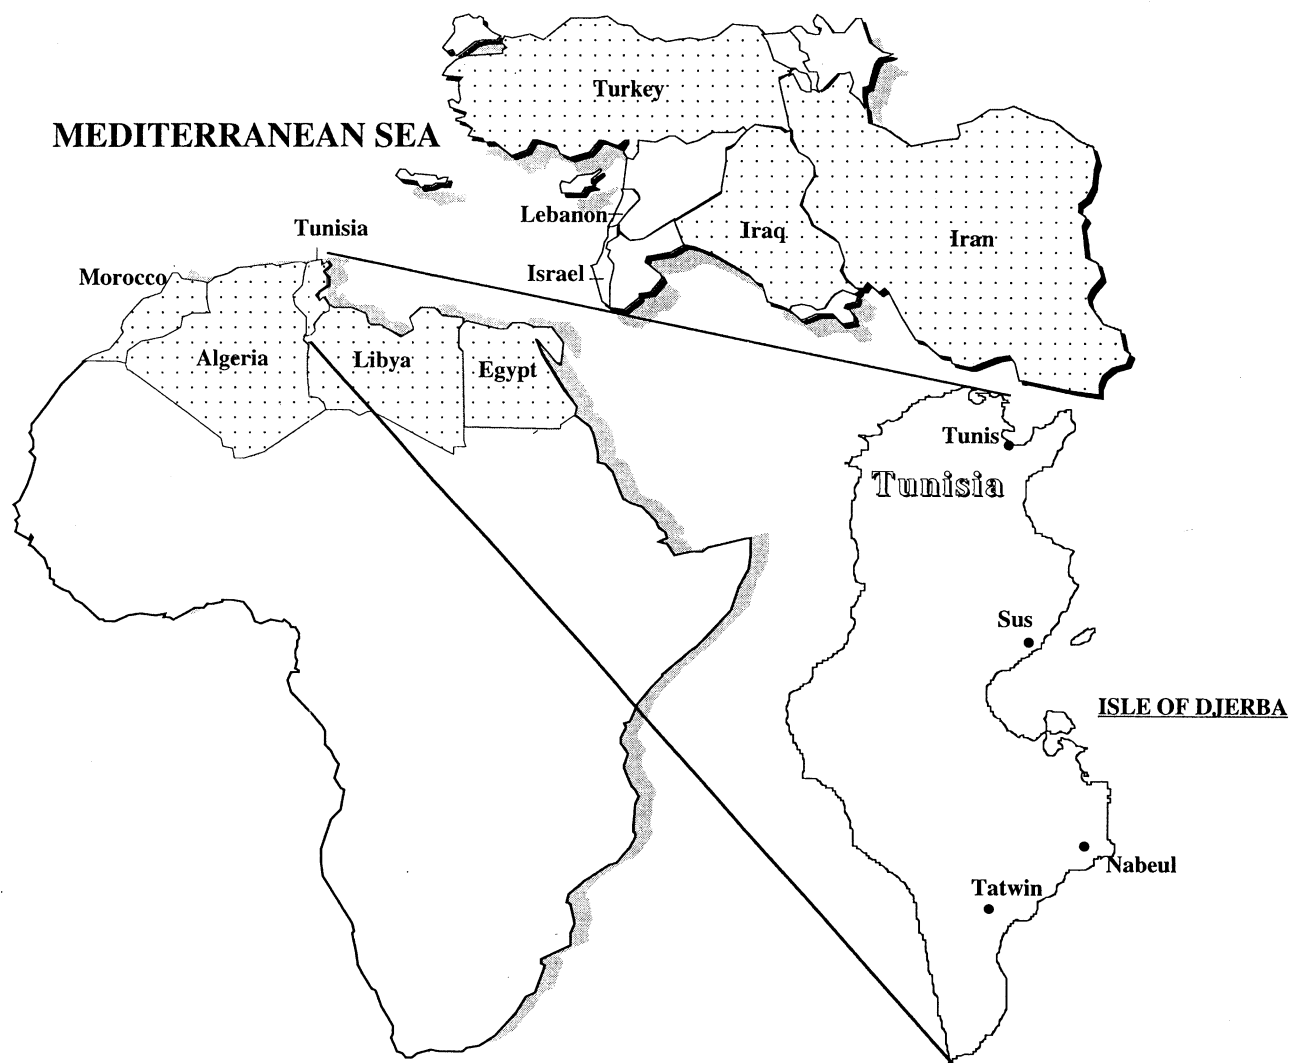 Turkey
MEDITERRANEAN SEA
Lebanon
Tunisia
Iraq
Iran
Morocco
Israel
Algeria
Libya
Egypt
Tunis
Tunisia
Sus
ISLE OF DJERBA
Nabeul
Tatwin